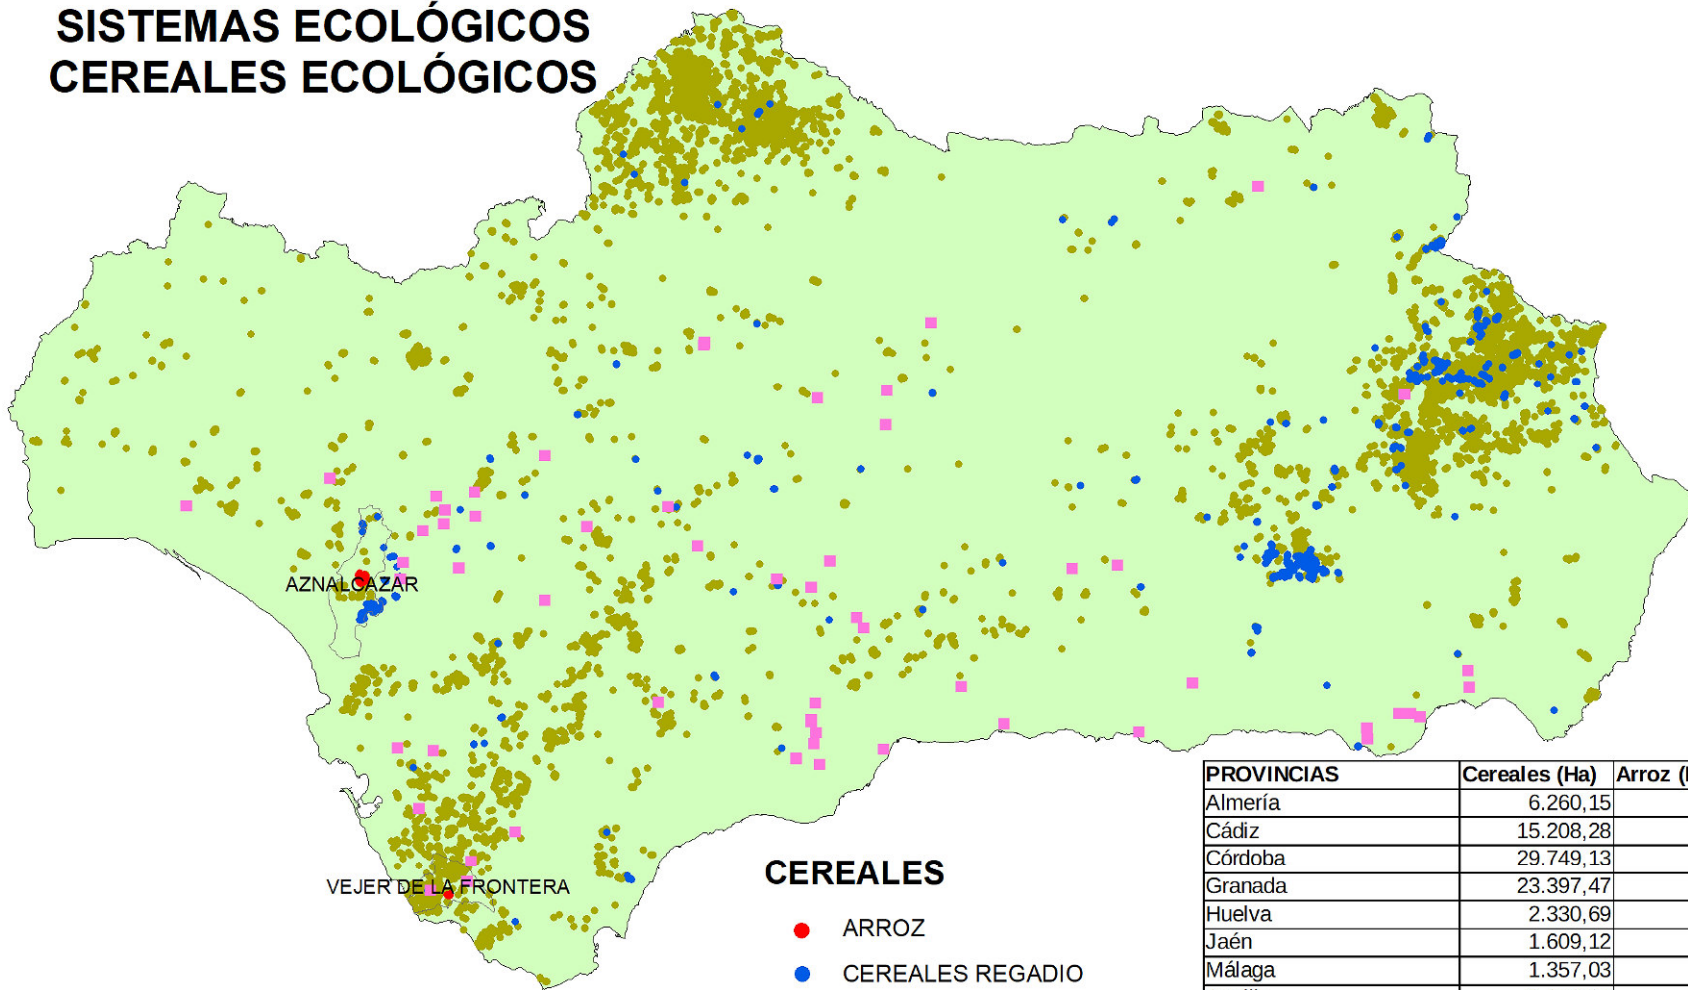 SISTEMAS ECOLÓGICOS
CEREALES ECOLÓGICOS
AZNALCAZAR
VEJER DE LA FRONTERA
CEREALES
ARROZ
CEREALES REGADIO
PROVINCIAS Cereales (Ha) Arroz
Almería 6.260,15
Cádiz 15.208,28
Córdoba 29.749,13
Granada 23.397,47
Huelva 2.330,69
Jaén 1.609,12
Málaga 1.357,03